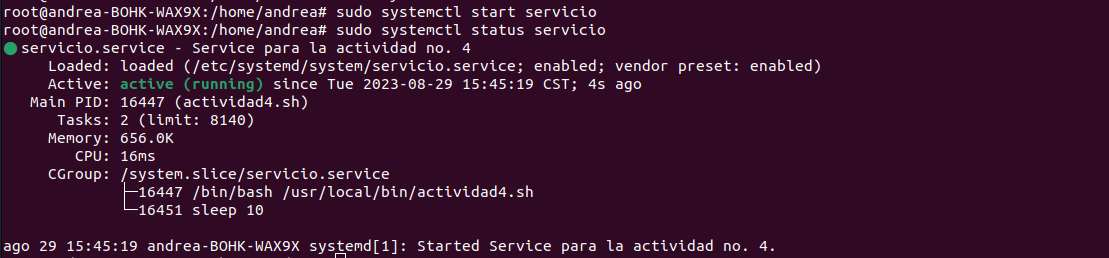 root@andrea-BOHK-WAX9X:/home/andrea# sudo systemctl start servicio
root@andrea-BOHK-WAX9X:/home/andrea# sudo systemctl status servicio
● servicio.service - Service para la actividad no. 4
Loaded: loaded (/etc/systemd/system/servicio.service; enabled; vendor preset: enabled)
Active: active (running) since Tue 2023-08-29 15:45:19 CST; 4s ago
Main PID: 16447 (actividad4.sh)
Tasks: 2 (limit: 8140)
Memory: 656.0K
CPU: 16ms
CGroup: /system.slice/servicio.service
├─16447 /bin/bash /usr/local/bin/actividad4.sh
└─16451 sleep 10
ago 29 15:45:19 andrea-BOHK-WAX9X systemd[1]: Started Service para la actividad no. 4.